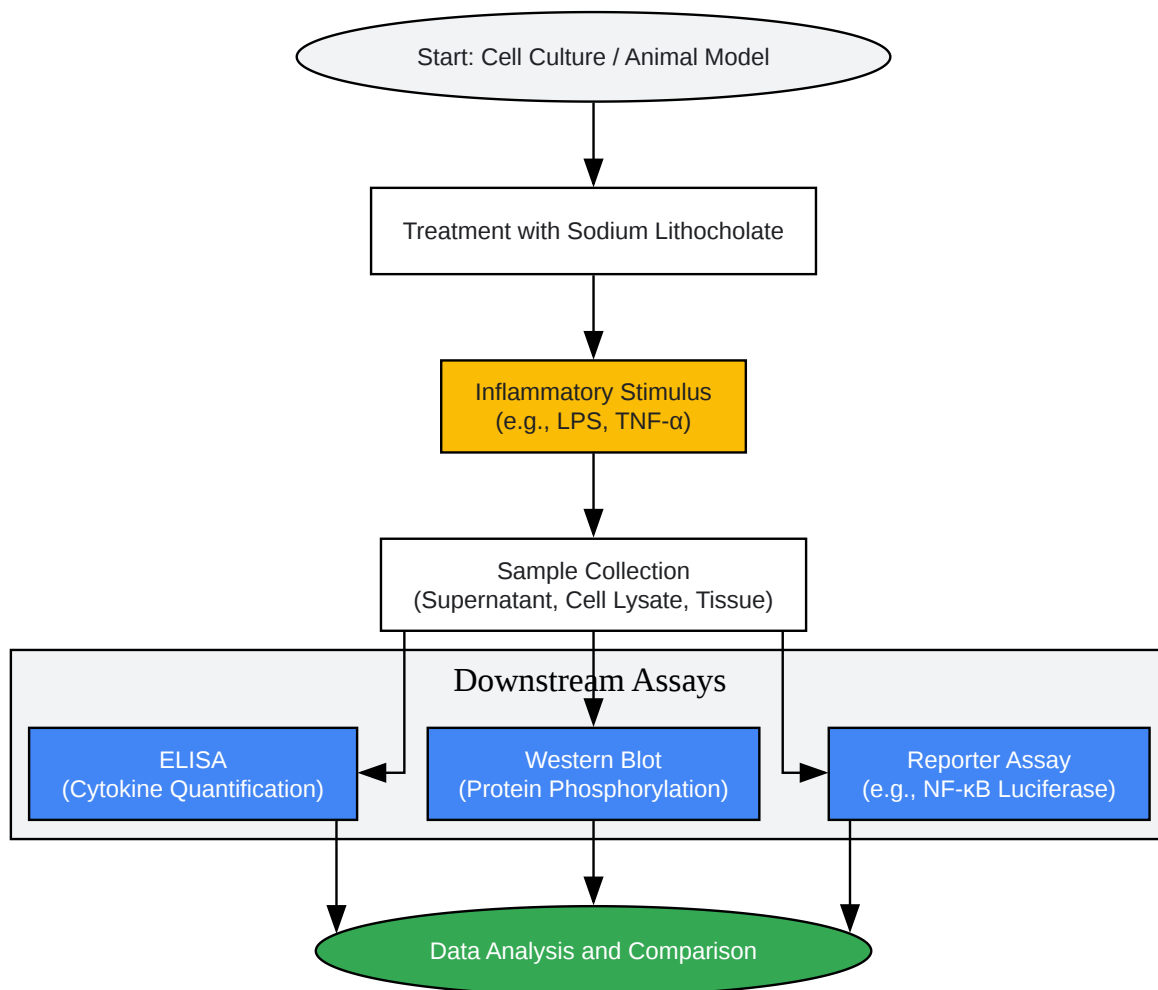 Start: Cell Culture / Animal Model
Treatment with Sodium Lithocholate
Inflammatory Stimulus
(e.g., LPS, TNF-α)
Sample Collection
(Supernatant, Cell Lysate, Tissue)
Downstream Assays
ELISA
(Cytokine Quantification)
Western Blot
(Protein Phosphorylation)
Reporter Assay
(e.g., NF-κB Luciferase)
Data Analysis and Comparison